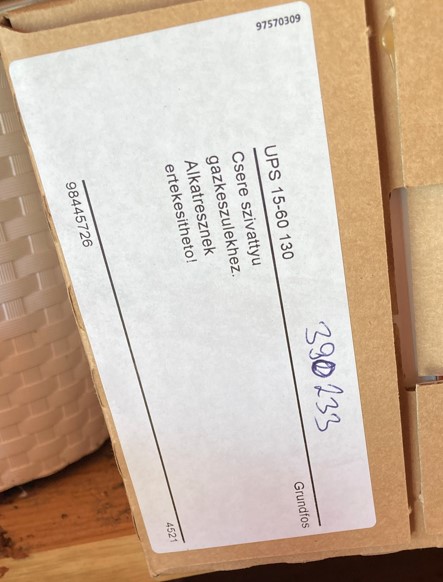 97570309
UPS 15-60 130
390233
Grundfos
Csere szivattyu
gazkeszulekhez.
Alkatresznek
ertekesitheto!
98445726
4521